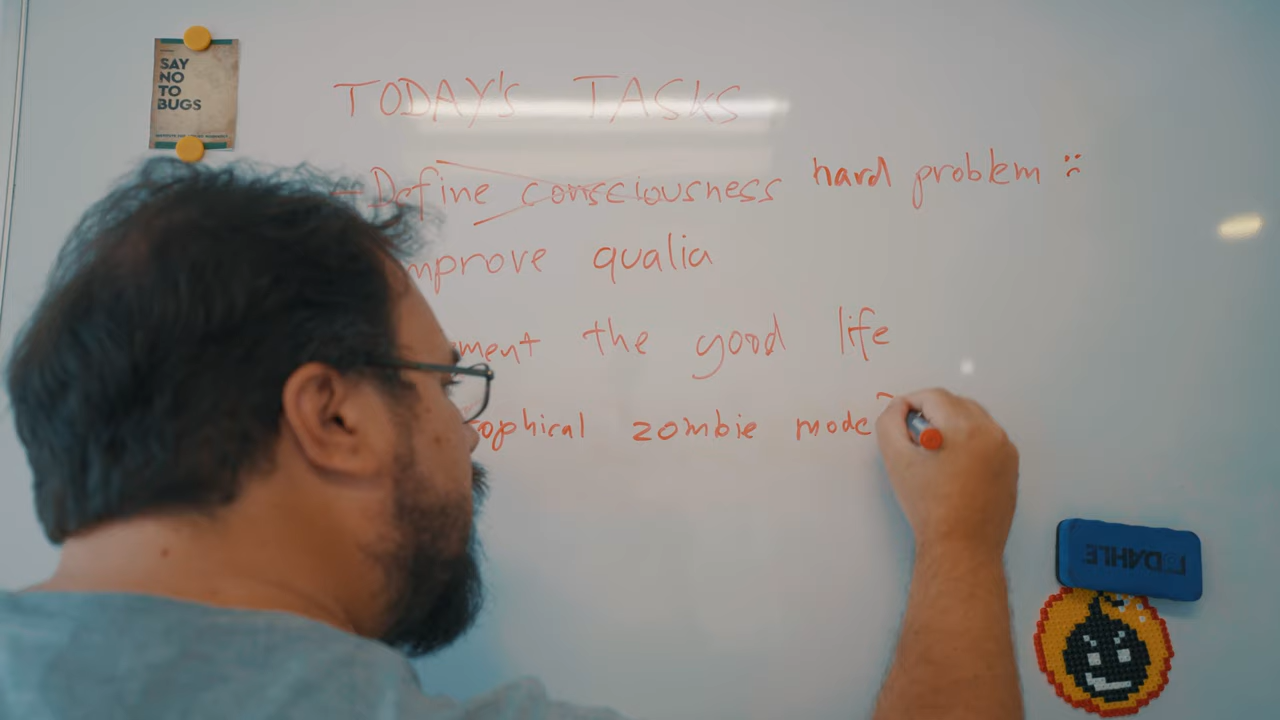 SAY
NO
TO
BUGS
TODAY'S TASKS
- Define consciousness hard problem :(
mprove qualia
ment the good life
ophical zombie mode
DAHLE